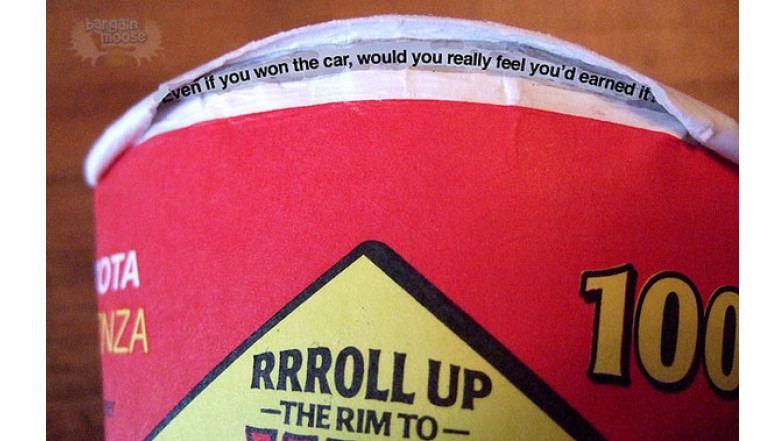 bargain
moose
Even if you won the car, would you really feel you'd earned it?
OTA
NZA
100
RRROLL UP
—THE RIM TO—